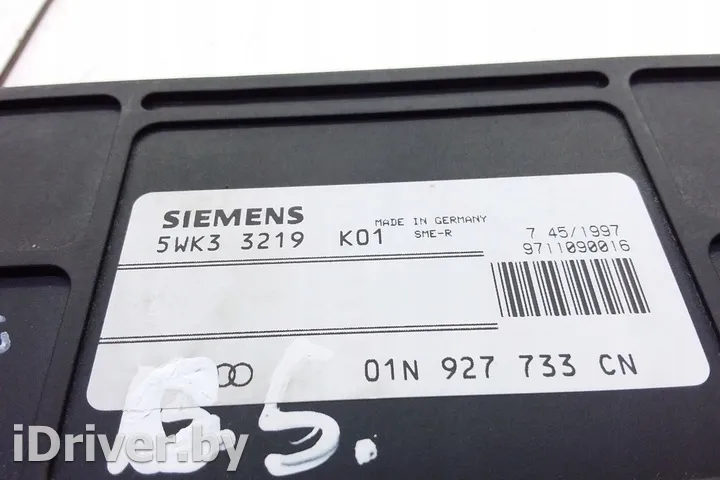 SIEMENS
MADE IN GERMANY
5WK3 3219 K01 SME-R
7 45/1997
9711090016
01N 927 733 CN
B5.
iDriver.by